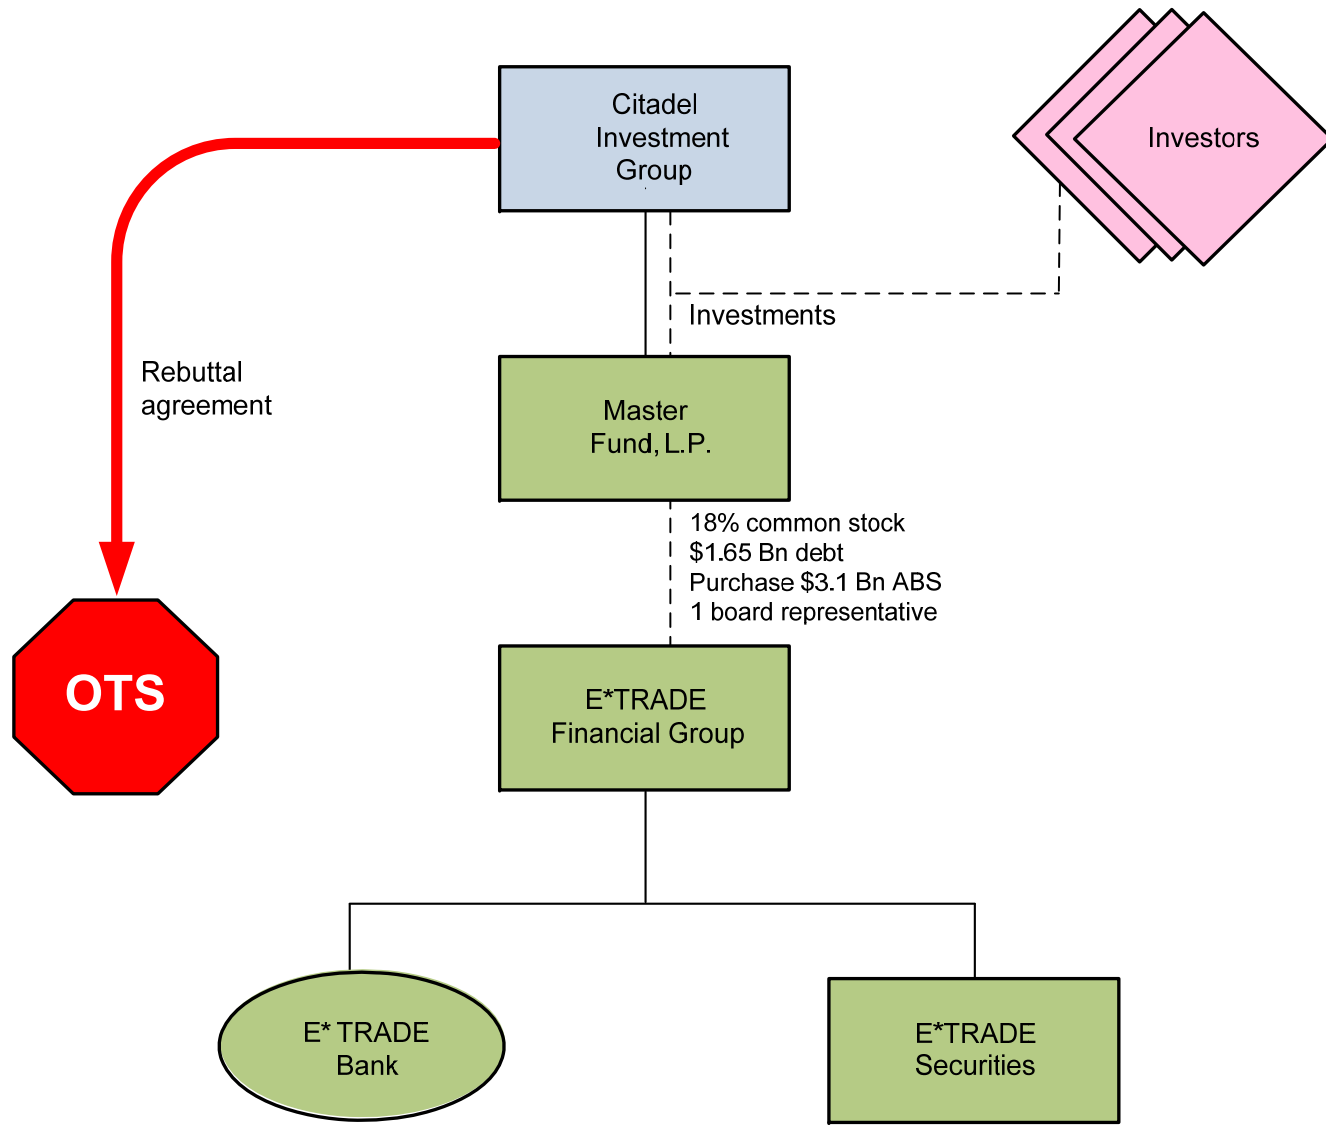 Citadel
Investment
Group
Investors
Investments
Rebuttal
agreement
Master
Fund, L.P.
18% common stock
$1.65 Bn debt
Purchase $3.1 Bn ABS
1 board representative
OTS
E*TRADE
Financial Group
E* TRADE
Bank
E*TRADE
Securities